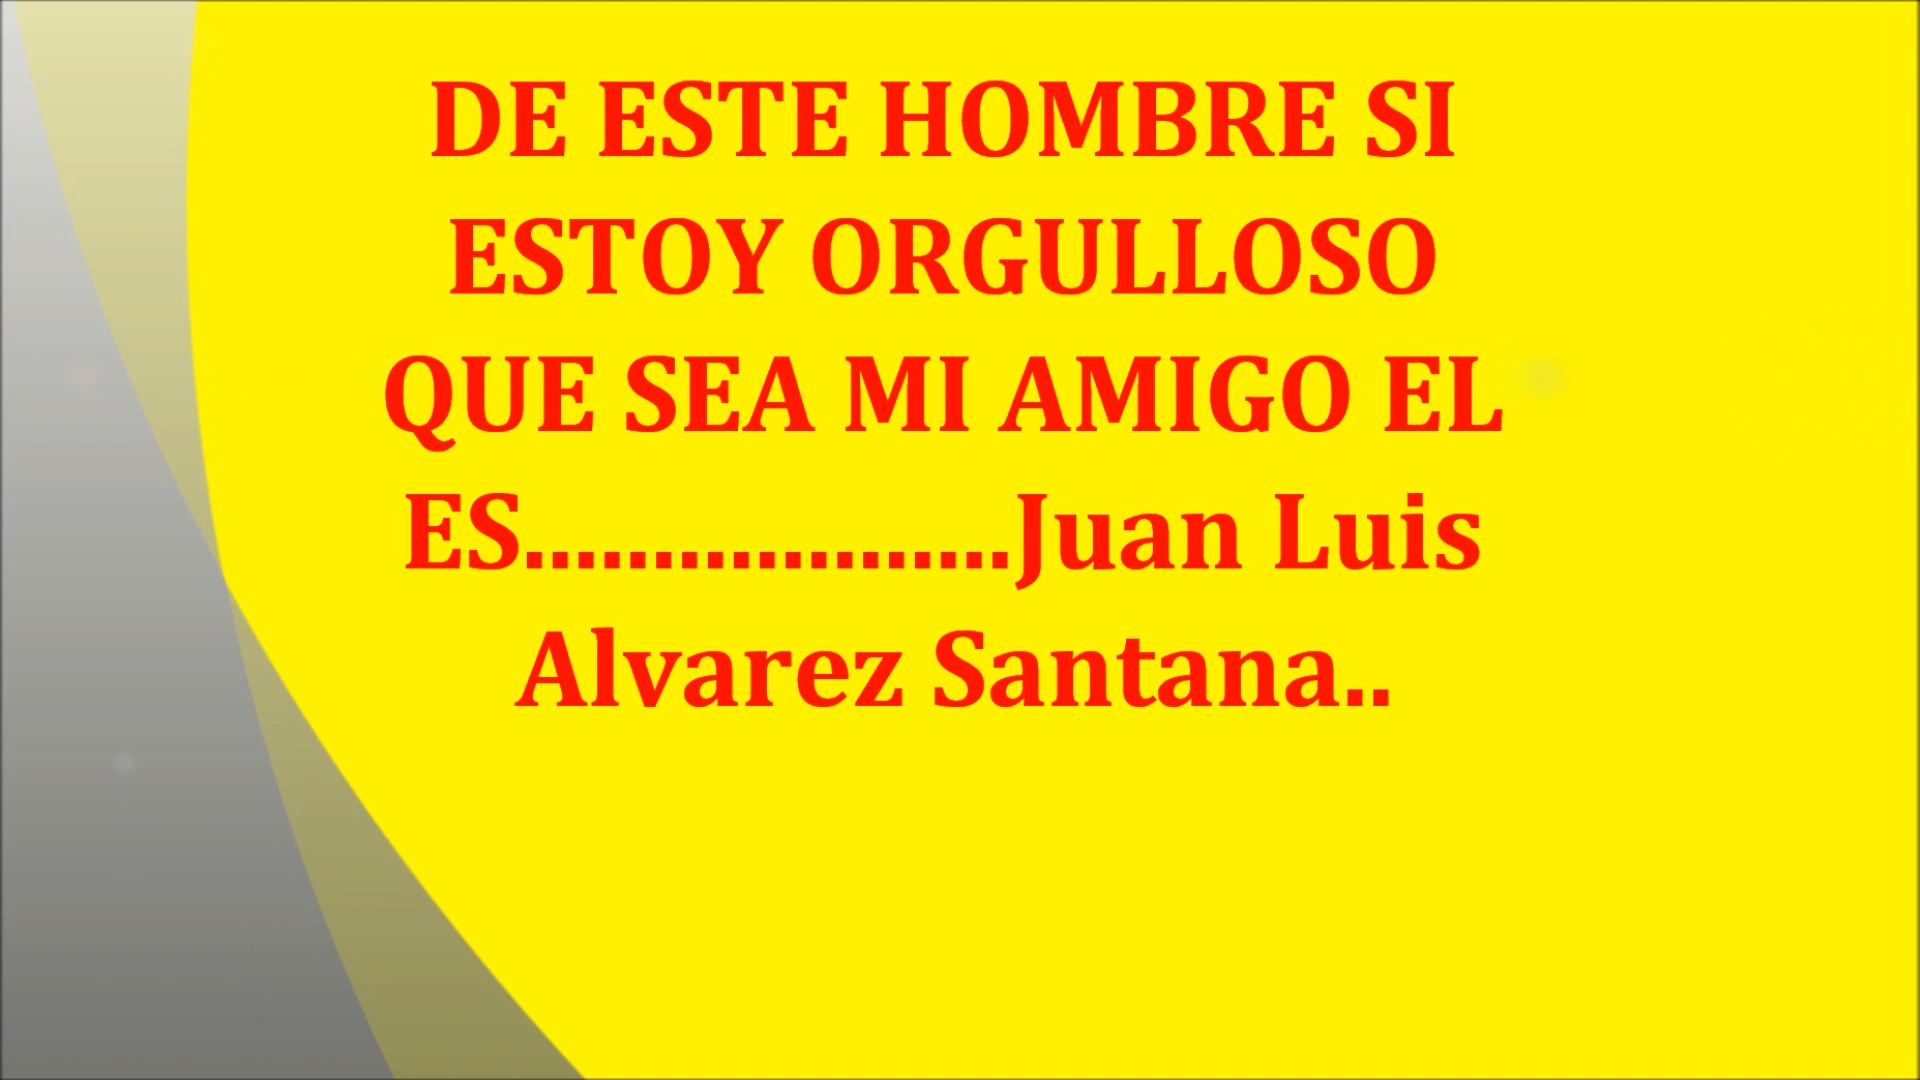 DE ESTE HOMBRE SI
ESTOY ORGULLOSO
QUE SEA MI AMIGO EL
ES...................Juan Luis
Alvarez Santana..